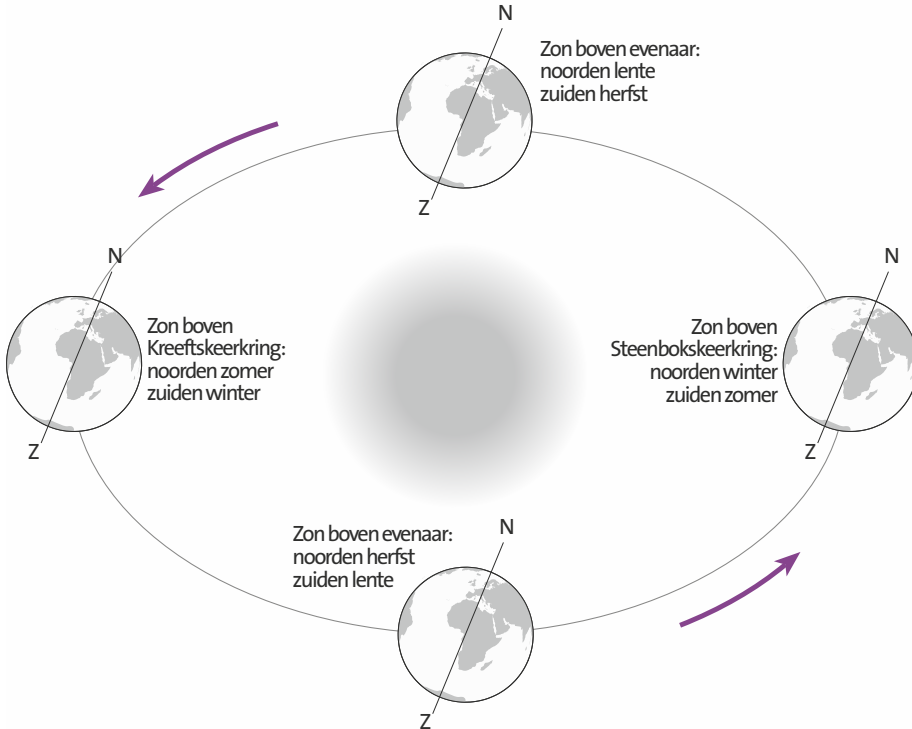 N
Zon boven evenaar:
noorden lente
zuiden herfst
Z
N
Zon boven
Kreeftskeerkring:
noorden zomer
zuiden winter
Z
N
Zon boven
Steenbokskeerkring:
noorden winter
zuiden zomer
Z
Zon boven evenaar:
noorden herfst
zuiden lente
N
Z